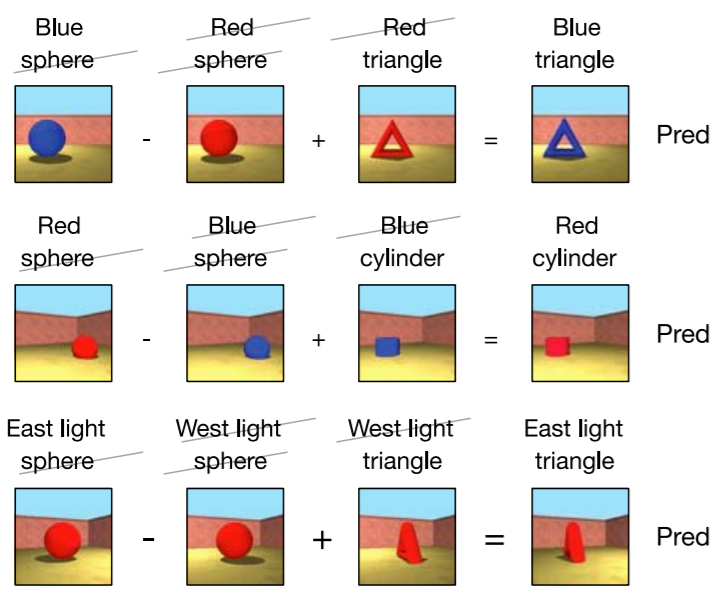 Blue Red Red Blue
sphere sphere triangle triangle
- + = Pred
Red Blue Blue Red
sphere sphere cylinder cylinder
- + = Pred
East light West light West light East light
sphere sphere triangle triangle
- + = Pred